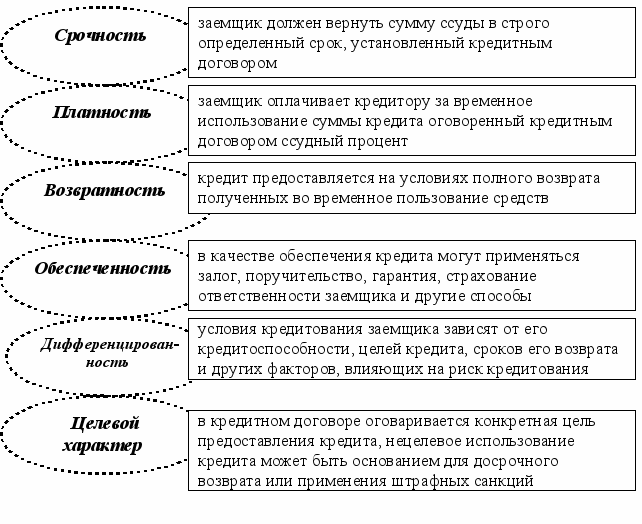 Срочность
заемщик должен вернуть сумму ссуды в строго
определенный срок, установленный кредитным
договором
Платность
заемщик оплачивает кредитору за временное
использование суммы кредита оговоренный кредитным
договором ссудный процент
Возвратность
кредит предоставляется на условиях полного возврата
полученных во временное пользование средств
Обеспеченность
в качестве обеспечения кредита могут применяться
залог, поручительство, гарантия, страхование
ответственности заемщика и другие способы
Дифференцирован-
ность
условия кредитования заемщика зависят от его
кредитоспособности, целей кредита, сроков его возврата
и других факторов, влияющих на риск кредитования
Целевой
характер
в кредитном договоре оговаривается конкретная цель
предоставления кредита, нецелевое использование
кредита может быть основанием для досрочного
возврата или применения штрафных санкций